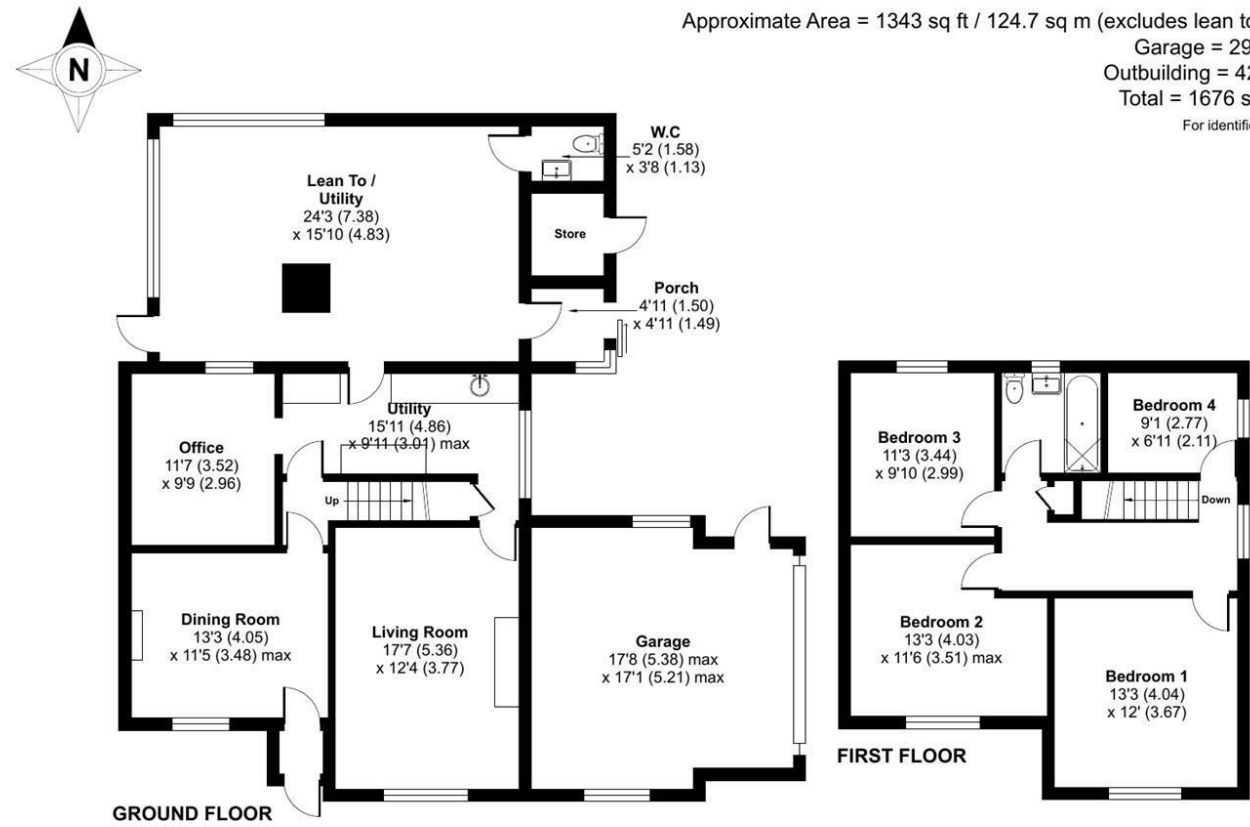 N
Approximate Area = 1343 sq ft / 124.7 sq m (excludes lean
Garage =
Outbuilding =
Total = 1676
For
W.C
5'2 (1.58)
x 3'8 (1.13)
Lean To /
Utility
24'3 (7.38)
x 15'10 (4.83)
Store
Porch
4'11 (1.50)
x 4'11 (1.49)
Utility
15'11 (4.86)
x 9'11 (3.01) max
Office
11'7 (3.52)
x 9'9 (2.96)
Up
Dining Room
13'3 (4.05)
x 11'5 (3.48) max
Living Room
17'7 (5.36)
x 12'4 (3.77)
Garage
17'8 (5.38) max
x 17'1 (5.21) max
GROUND FLOOR
Bedroom 3
11'3 (3.44)
x 9'10 (2.99)
Bedroom 4
9'1 (2.77)
x 6'11 (2.11)
Down
Bedroom 2
13'3 (4.03)
x 11'6 (3.51) max
Bedroom 1
13'3 (4.04)
x 12' (3.67)
FIRST FLOOR